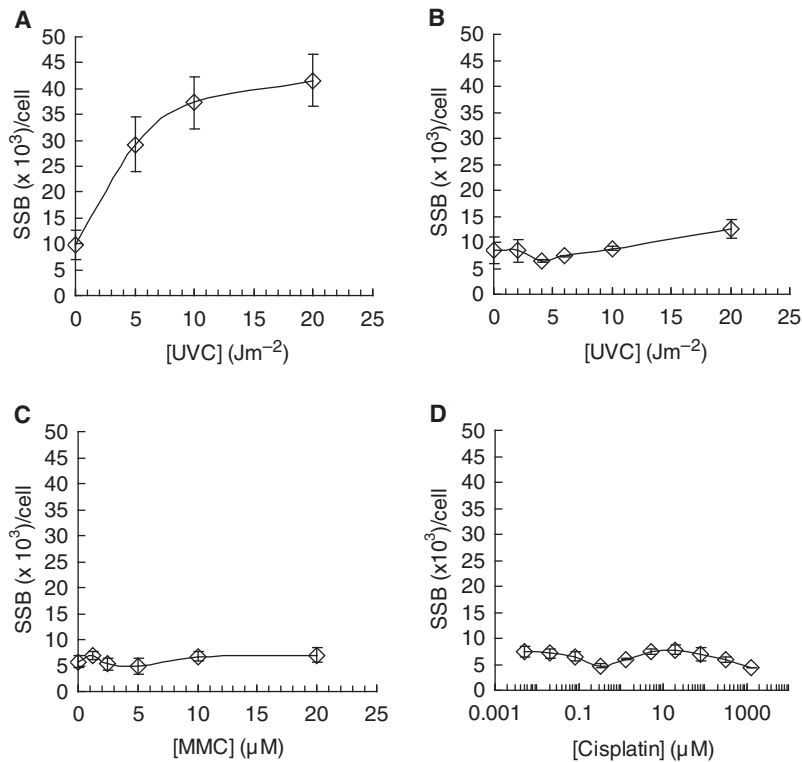 A
SSB (x 10³)/cell
50
45
40
35
30
25
20
15
10
5
0
0 5 10 15 20 25
[UVC] (Jm⁻²)
B
SSB (x 10³)/cell
50
45
40
35
30
25
20
15
10
5
0
0 5 10 15 20 25
[UVC] (Jm⁻²)
C
SSB (x 10³)/cell
50
45
40
35
30
25
20
15
10
5
0
0 5 10 15 20 25
[MMC] (µM)
D
SSB (x10³)/cell
50
45
40
35
30
25
20
15
10
5
0
0.001 0.1 10 1000
[Cisplatin] (µM)